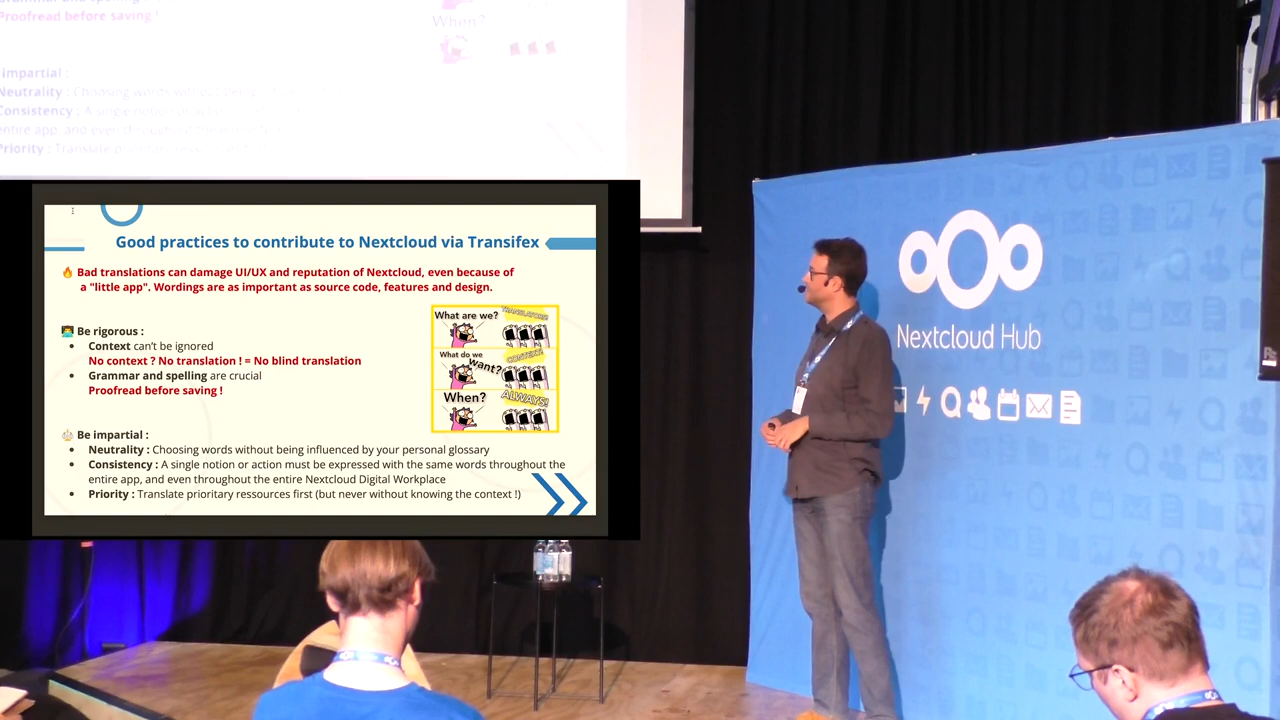 Proofread before saving !
When?
impartial :
Neutrality : Choosing words without being
Consistency : A single notion
entire app, and even throughout the
Priority : Translate
Good practices to contribute to Nextcloud via Transifex
🔥 Bad translations can damage UI/UX and reputation of Nextcloud, even because of
a "little app". Wordings are as important as source code, features and design.
👨‍💻 Be rigorous :
• Context can't be ignored
No context ? No translation ! = No blind translation
• Grammar and spelling are crucial
Proofread before saving !
What are we? TRANSLATORS!
What do we want? CONTEXT!
When? ALWAYS!
⚖️ Be impartial :
• Neutrality : Choosing words without being influenced by your personal glossary
• Consistency : A single notion or action must be expressed with the same words throughout the
entire app, and even throughout the entire Nextcloud Digital Workplace
• Priority : Translate prioritary ressources first (but never without knowing the context !)
Nextcloud Hub